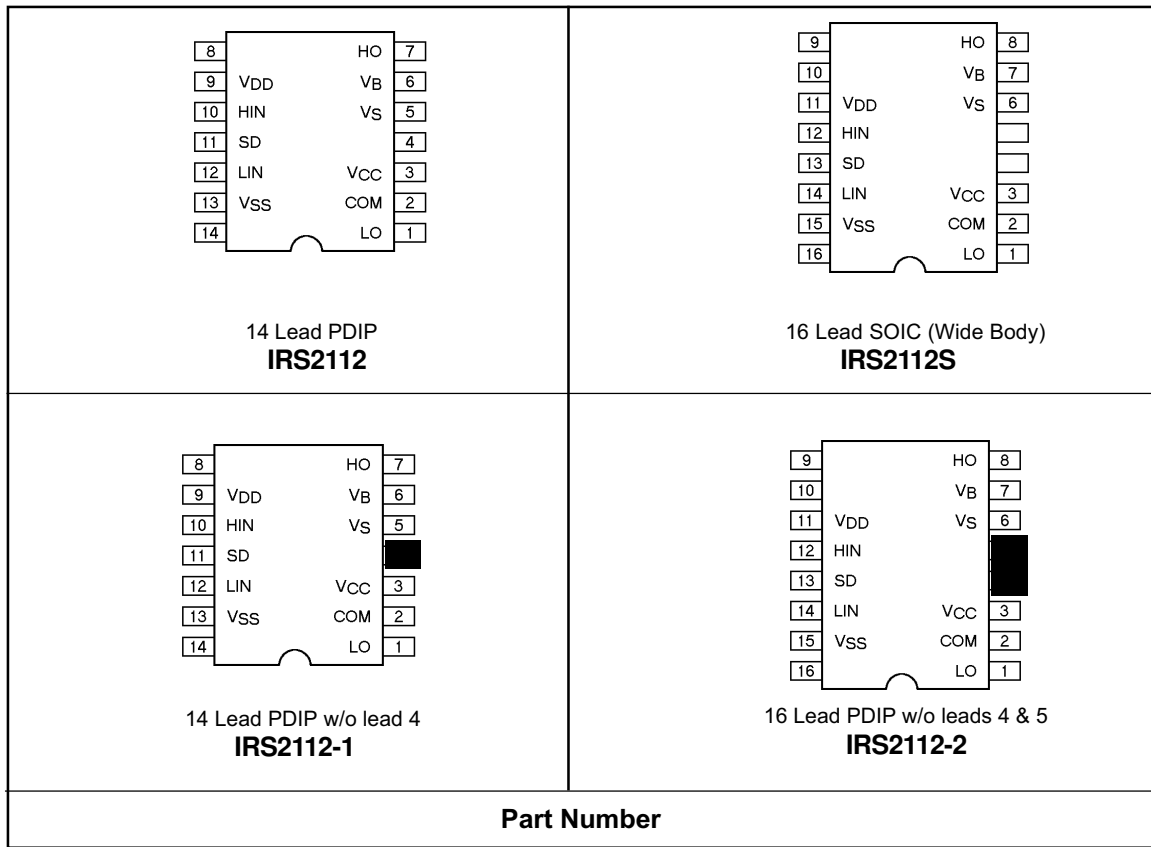 8 HO 7
9 VDD VB 6
10 HIN VS 5
11 SD 4
12 LIN VCC 3
13 VSS COM 2
14 LO 1
14 Lead PDIP
IRS2112
9 HO 8
10 VB 7
11 VDD VS 6
12 HIN
13 SD
14 LIN VCC 3
15 VSS COM 2
16 LO 1
16 Lead SOIC (Wide Body)
IRS2112S
8 HO 7
9 VDD VB 6
10 HIN VS 5
11 SD
12 LIN VCC 3
13 VSS COM 2
14 LO 1
14 Lead PDIP w/o lead 4
IRS2112-1
9 HO 8
10 VB 7
11 VDD VS 6
12 HIN
13 SD
14 LIN VCC 3
15 VSS COM 2
16 LO 1
16 Lead PDIP w/o leads 4 & 5
IRS2112-2
Part Number